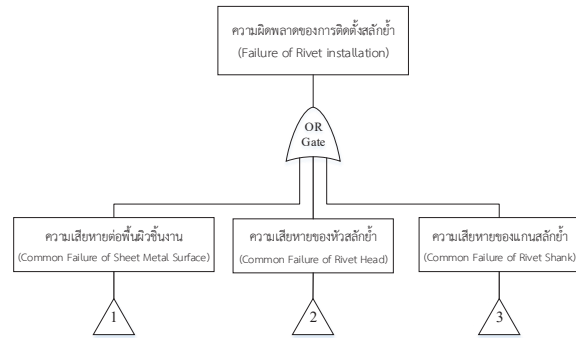 ความผิดพลาดของการติดตั้งสลักย้ำ
(Failure of Rivet installation)
OR
Gate
ความเสียหายต่อพื้นผิวชิ้นงาน
(Common Failure of Sheet Metal Surface)
ความเสียหายของหัวสลักย้ำ
(Common Failure of Rivet Head)
ความเสียหายของแกนสลักย้ำ
(Common Failure of Rivet Shank)
1
2
3